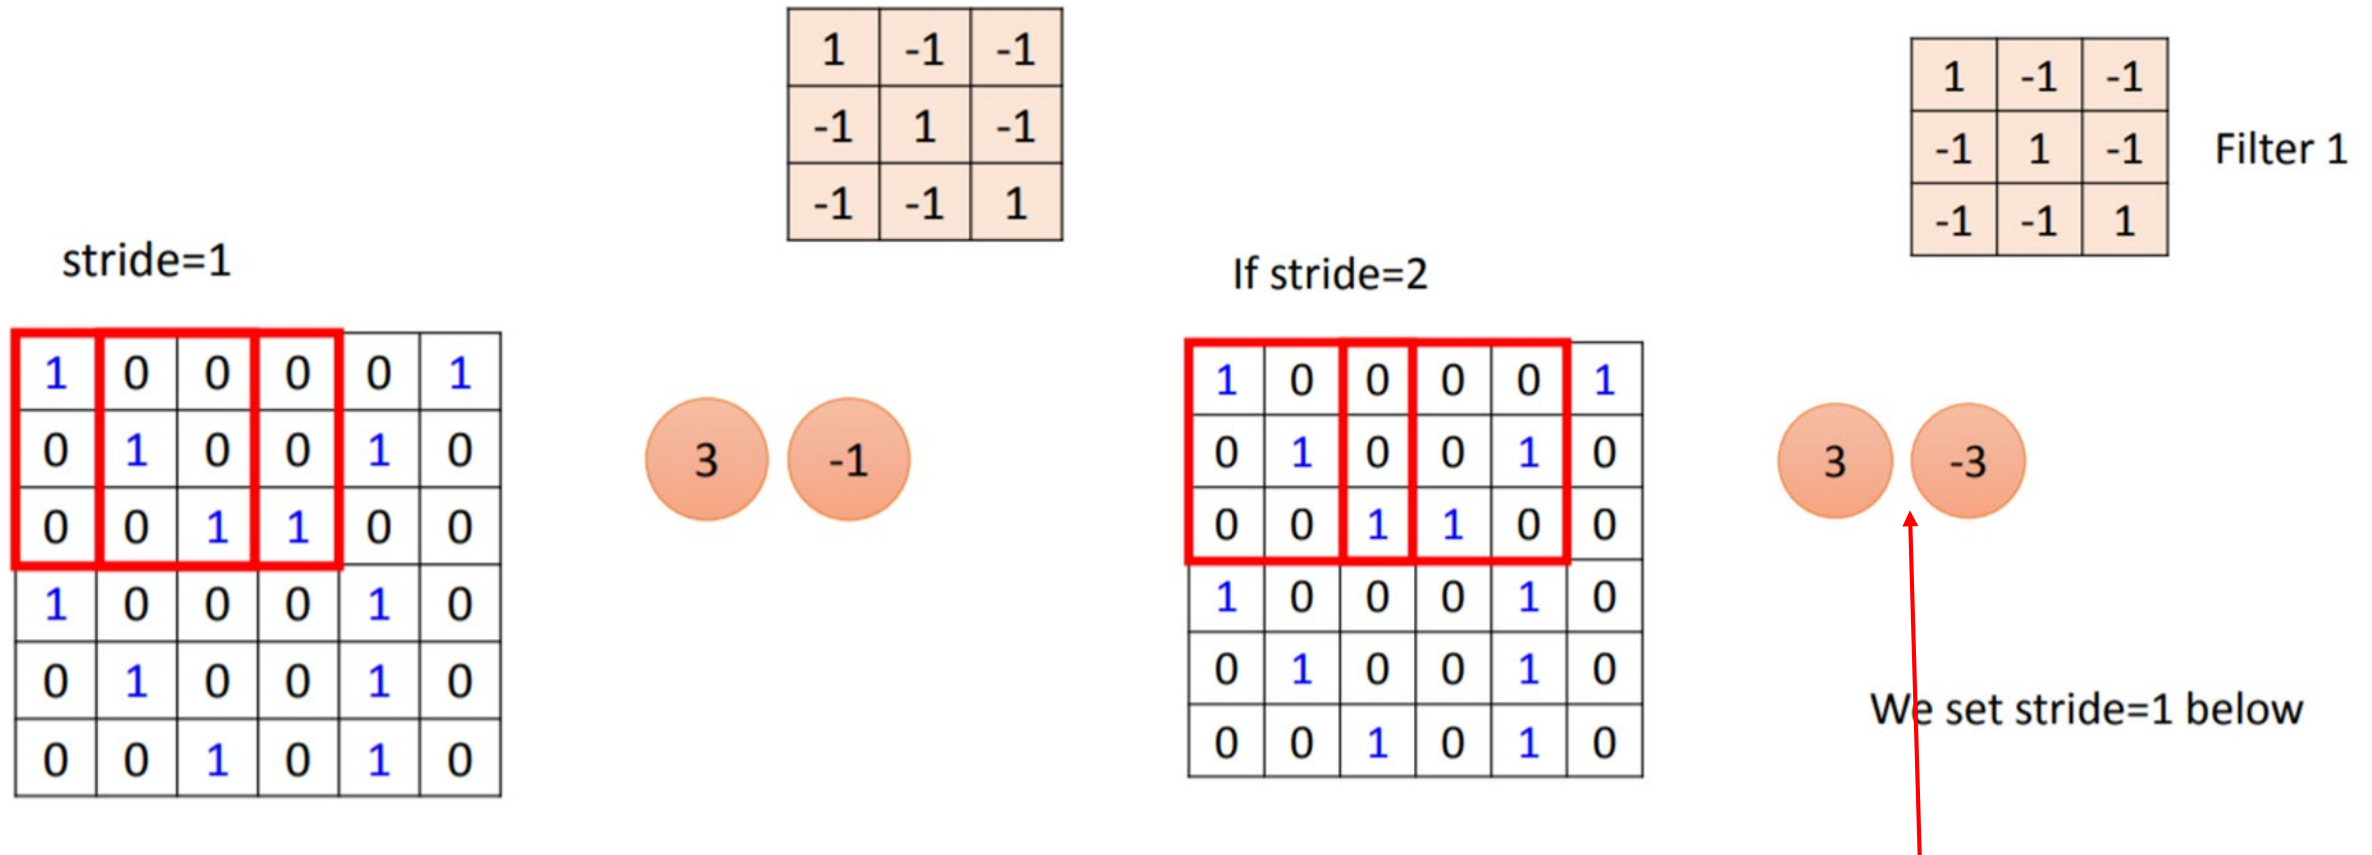 1 -1 -1
-1 1 -1
-1 -1 1
stride=1
1 0 0 0 0 1
0 1 0 0 1 0
0 0 1 1 0 0
1 0 0 0 1 0
0 1 0 0 1 0
0 0 1 0 1 0
3 -1
1 -1 -1
-1 1 -1
-1 -1 1
Filter 1
If stride=2
1 0 0 0 0 1
0 1 0 0 1 0
0 0 1 1 0 0
1 0 0 0 1 0
0 1 0 0 1 0
0 0 1 0 1 0
3 -3
We set stride=1 below